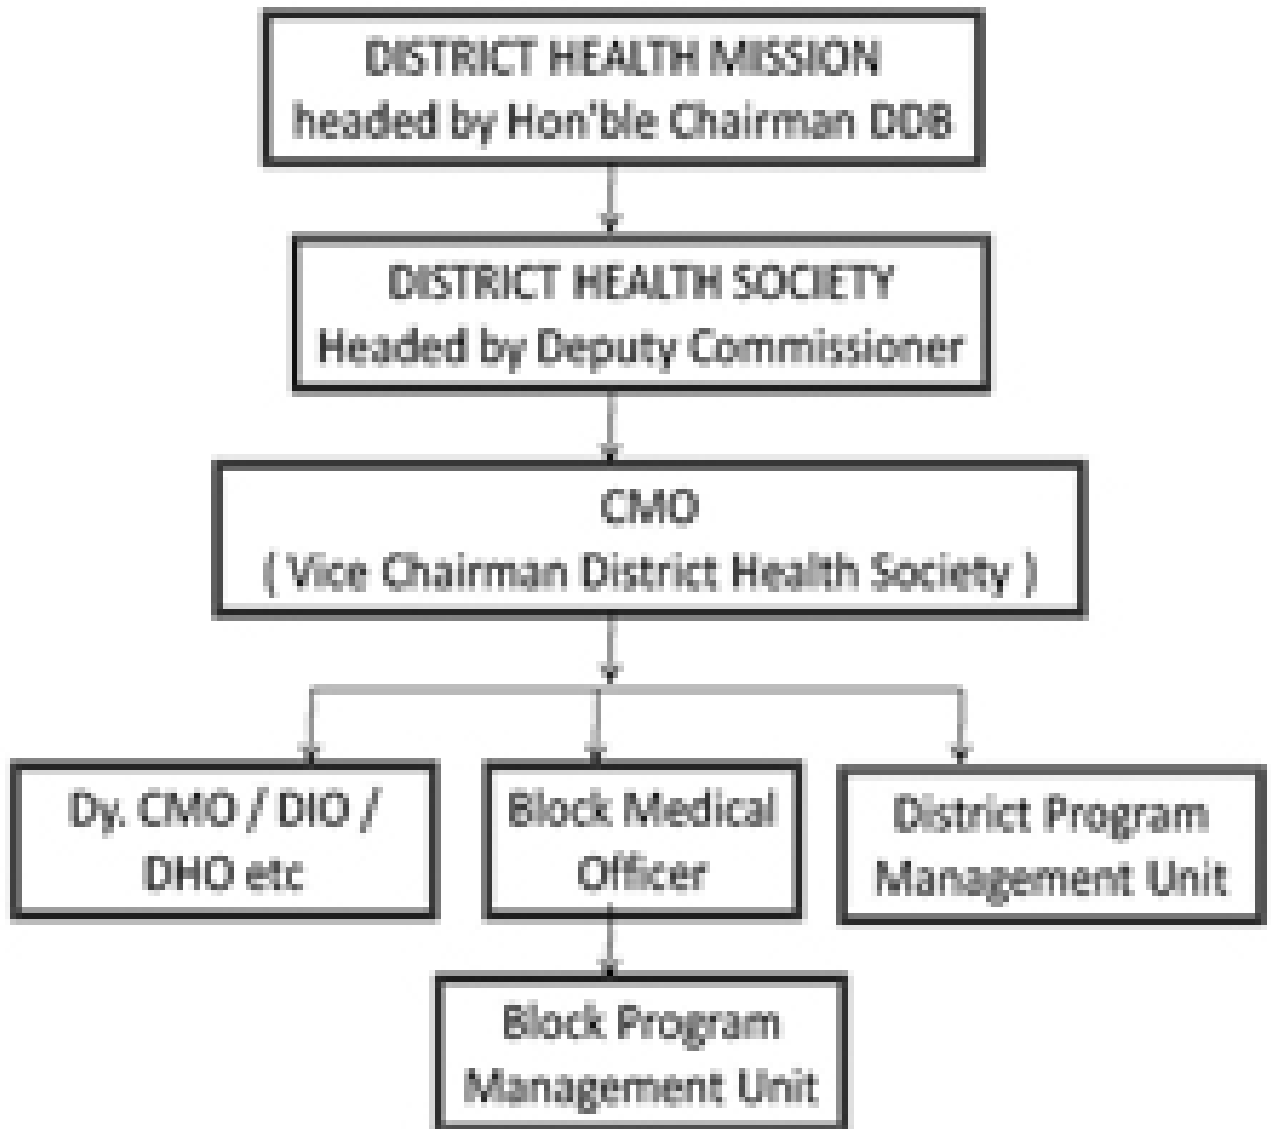 DISTRICT HEALTH MISSION
headed by Hon'ble Chairman DDB
DISTRICT HEALTH SOCIETY
Headed by Deputy Commissioner
CMO
( Vice Chairman District Health Society )
Dy. CMO / DIO /
DHO etc
Block Medical
Officer
District Program
Management Unit
Block Program
Management Unit